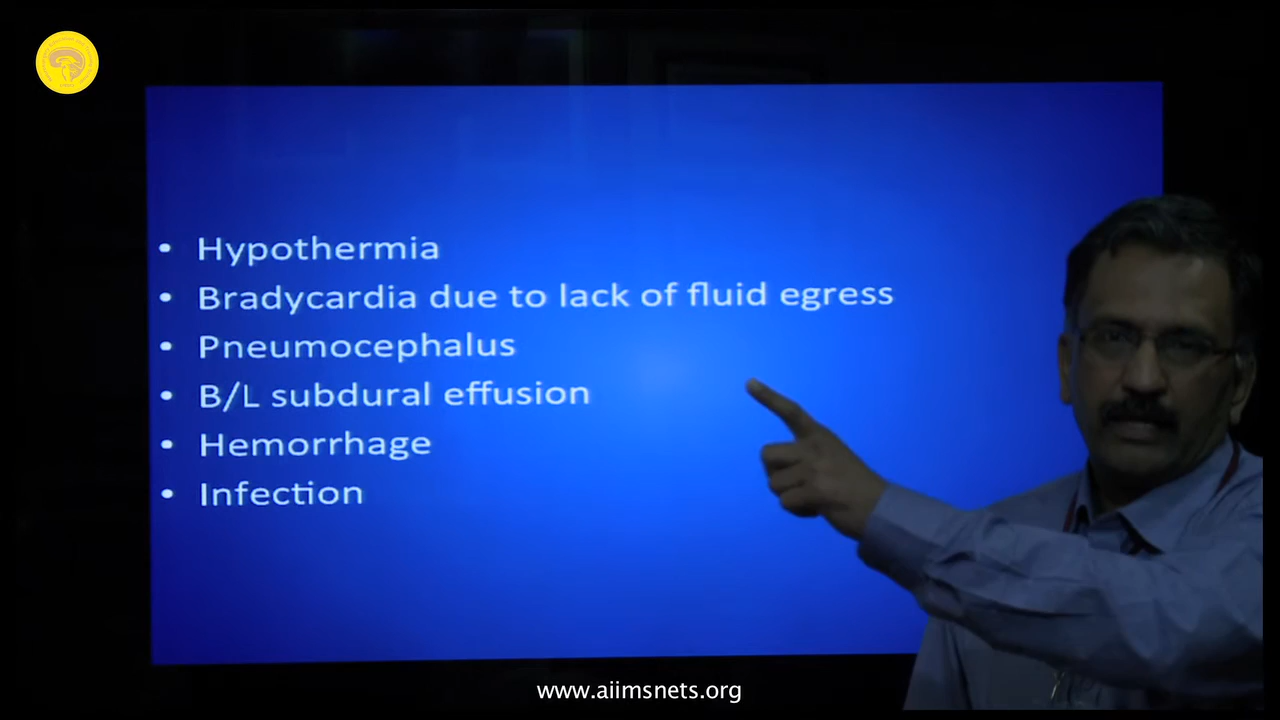 • Hypothermia
• Bradycardia due to lack of fluid egress
• Pneumocephalus
• B/L subdural effusion
• Hemorrhage
• Infection
www.aiimsnets.org